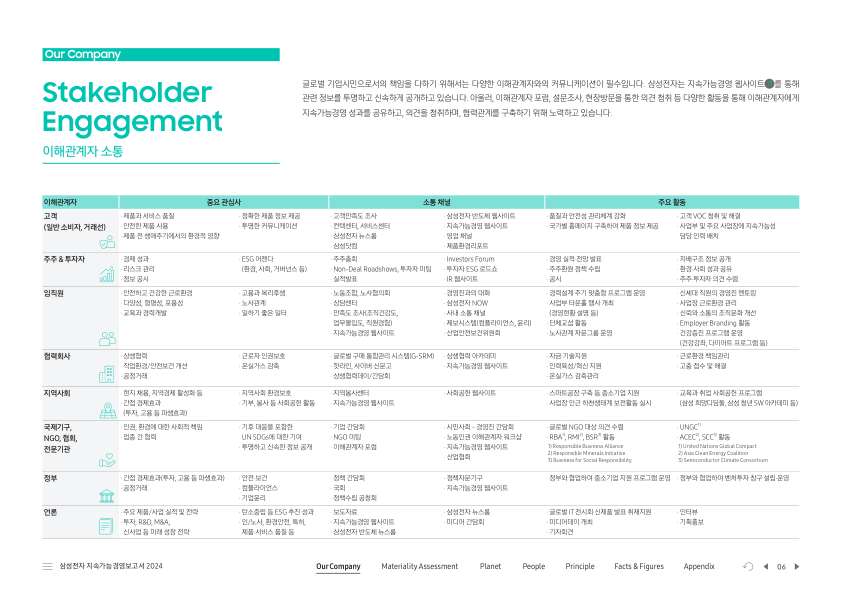 Our Company
Stakeholder
Engagement
이해관계자 소통
글로벌 기업시민으로서의 책임을 다하기 위해서는 다양한 이해관계자와의 커뮤니케이션이 필수입니다. 삼성전자는 지속가능경영 웹사이트를 통해
관련 정보를 투명하고 신속하게 공개하고 있습니다. 아울러, 이해관계자 포럼, 설문조사, 현장방문을 통한 의견 청취 등 다양한 활동을 통해 이해관계자에게
지속가능경영 성과를 공유하고, 의견을 청취하며, 협력관계를 구축하기 위해 노력하고 있습니다.
이해관계자 중요 관심사 소통 채널 주요 활동
고객
(일반 소비자, 거래선)
· 제품과 서비스 품질
· 안전한 제품 사용
· 제품 전 생애주기에서의 환경적 영향
· 정확한 제품 정보 제공
· 투명한 커뮤니케이션
· 고객만족도 조사
· 컨택센터, 서비스센터
· 삼성전자 뉴스룸
· 삼성닷컴
· 삼성전자 반도체 웹사이트
· 지속가능경영 웹사이트
· 영업 채널
· 제품환경리포트
· 품질과 안전성 관리체계 강화
· 국가별 홈페이지 구축하여 제품 정보 제공
· 고객 VOC 청취 및 해결
· 사업부 및 주요 사업장에 지속가능성
담당 인력 배치
주주 & 투자자
· 경제 성과
· 리스크 관리
· 정보 공시
· ESG 어젠다
(환경, 사회, 거버넌스 등)
· 주주총회
· Non-Deal Roadshows, 투자자 미팅
· 실적발표
· Investors Forum
· 투자자 ESG 로드쇼
· IR 웹사이트
· 경영 실적·전망 발표
· 주주환원 정책 수립
· 공시
· 지배구조 정보 공개
· 환경·사회 성과 공유
· 주주·투자자 의견 수렴
임직원
· 안전하고 건강한 근로환경
· 다양성, 형평성, 포용성
· 교육과 경력개발
· 고용과 복리후생
· 노사관계
· 일하기 좋은 일터
· 노동조합, 노사협의회
· 상담센터
· 만족도 조사(조직건강도,
업무몰입도, 직원경험)
· 지속가능경영 웹사이트
· 경영진과의 대화
· 삼성전자 NOW
· 사내 소통 채널
· 제보시스템(컴플라이언스, 윤리)
· 산업안전보건위원회
· 경력설계 주기 맞춤형 프로그램 운영
· 사업부 타운홀 행사 개최
(경영현황 설명 등)
· 단체교섭 활동
· 노사관계 자문그룹 운영
· 신세대 직원의 경영진 멘토링
· 사업장 근로환경 관리
· 신뢰와 소통의 조직문화 개선
· Employer Branding 활동
· 건강증진 프로그램 운영
(건강강좌, 다이어트 프로그램 등)
협력회사
· 상생협력
· 작업환경/안전보건 개선
· 공정거래
· 근로자 인권보호
· 온실가스 감축
· 글로벌 구매 통합관리 시스템(G-SRM)
· 핫라인, 사이버 신문고
· 상생협력데이/간담회
· 상생협력 아카데미
· 지속가능경영 웹사이트
· 자금·기술지원
· 인력육성/혁신 지원
· 온실가스 감축관리
· 근로환경 책임관리
· 고충 접수 및 해결
지역사회
· 현지 채용, 지역경제 활성화 등
· 간접 경제효과
(투자, 고용 등 파생효과)
· 지역사회 환경보호
· 기부, 봉사 등 사회공헌 활동
· 지역봉사센터
· 지속가능경영 웹사이트
· 사회공헌 웹사이트
· 스마트공장 구축 등 중소기업 지원
· 사업장 인근 하천생태계 보전활동 실시
· 교육과 취업 사회공헌 프로그램
(삼성 희망디딤돌, 삼성 청년 SW 아카데미 등)
국제기구,
NGO, 협회,
전문기관
· 인권, 환경에 대한 사회적 책임
· 업종 간 협력
· 기후 대응을 포함한
UN SDGs에 대한 기여
· 투명하고 신속한 정보 공개
· 기업 간담회
· NGO 미팅
· 이해관계자 포럼
· 시민사회 - 경영진 간담회
· 노동인권 이해관계자 워크샵
· 지속가능경영 웹사이트
· 산업협회
· 글로벌 NGO 대상 의견 수렴
· RBA1), RMI2), BSR3) 활동
1) Responsible Business Alliance
2) Responsible Minerals Initiative
3) Business for Social Responsibility
· UNGC1)
· ACEC2), SCC3) 활동
1) United Nations Global Compact
2) Asia Clean Energy Coalition
3) Semiconductor Climate Consortium
정부
· 간접 경제효과(투자, 고용 등 파생효과)
· 공정거래
· 안전·보건
· 컴플라이언스
· 기업윤리
· 정책 간담회
· 국회
· 정책수립 공청회
· 정책자문기구
· 지속가능경영 웹사이트
· 정부와 협업하여 중소기업 지원 프로그램 운영
· 정부와 협업하여 벤처투자 창구 설립·운영
언론
· 주요 제품/사업 실적 및 전략
· 투자, R&D, M&A,
신사업 등 미래 성장 전략
· 탄소중립 등 ESG 추진 성과
· 인/노사, 환경안전, 특허,
제품·서비스 품질 등
· 보도자료
· 지속가능경영 웹사이트
· 삼성전자 반도체 뉴스룸
· 삼성전자 뉴스룸
· 미디어 간담회
· 글로벌 IT 전시회 신제품 발표 취재지원
· 미디어데이 개최
· 기자회견
· 인터뷰
· 기획홍보
삼성전자 지속가능경영보고서 2024 Our Company Materiality Assessment Planet People Principle Facts & Figures Appendix 06